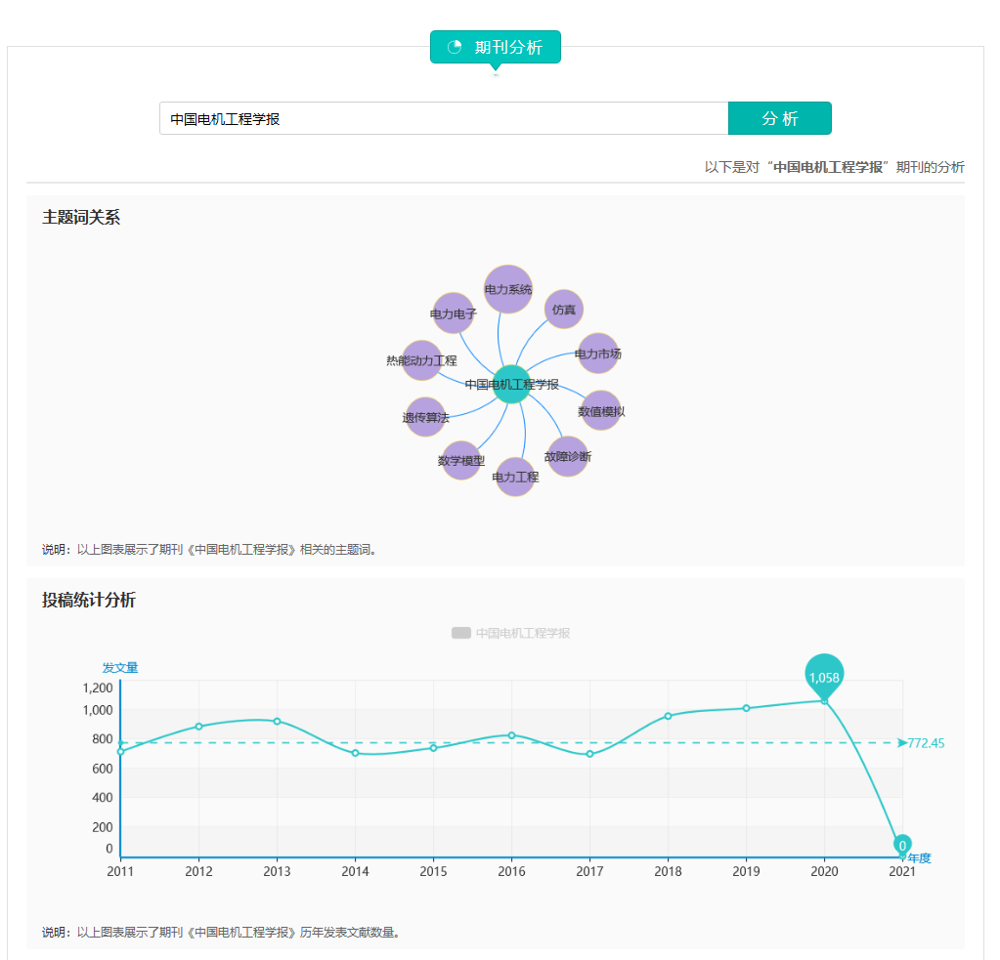 期刊分析
中国电机工程学报
分 析
以下是对“中国电机工程学报”期刊的分析
主题词关系
电力系统
仿真
电力电子
电力市场
热能动力工程
中国电机工程学报
数值模拟
遗传算法
故障诊断
数学模型
电力工程
说明：以上图表展示了期刊《中国电机工程学报》相关的主题词。
投稿统计分析
中国电机工程学报
发文量
1,200
1,058
1,000
800
772.45
600
400
200
0
0
年度
2011 2012 2013 2014 2015 2016 2017 2018 2019 2020 2021
说明：以上图表展示了期刊《中国电机工程学报》历年发表文献数量。